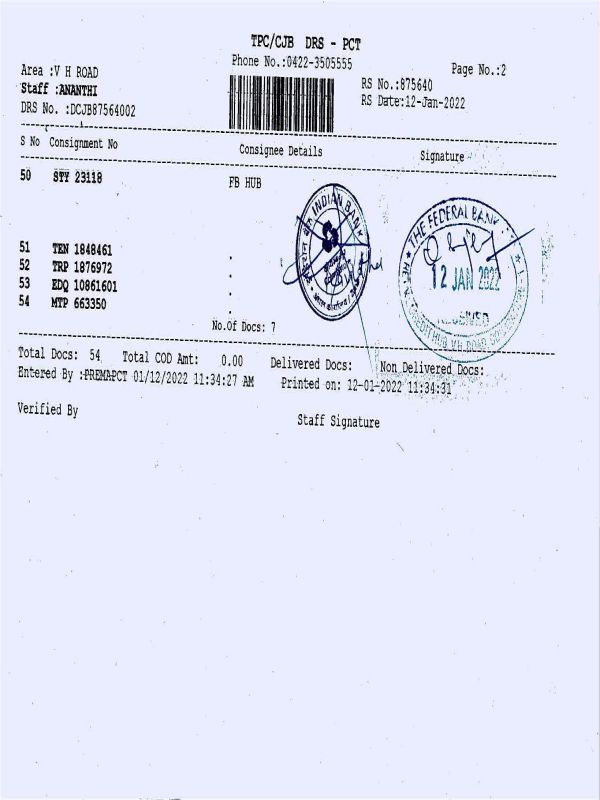 TPC/CJB DRS - PCT
Phone No.:0422-3505555
Page No.:2
Area :V H ROAD
Staff :ANANTHI
DRS No. :DCJB87564002
RS No.:875640
RS Date:12-Jan-2022
S No Consignment No Consignee Details Signature
50 STY 23118 FB HUB
51 TEN 1848461 .
52 TRP 1876972 .
53 EDQ 10861601 .
54 MTP 663350 .
INDIAN BANK
THE FEDERAL BANK
12 JAN 2022
RECEIVED
No.Of Docs: 7
Total Docs: 54 Total COD Amt: 0.00 Delivered Docs: Non Delivered Docs:
Entered By :PREMAPCT 01/12/2022 11:34:27 AM Printed on: 12-01-2022 11:34:31
Verified By
Staff Signature